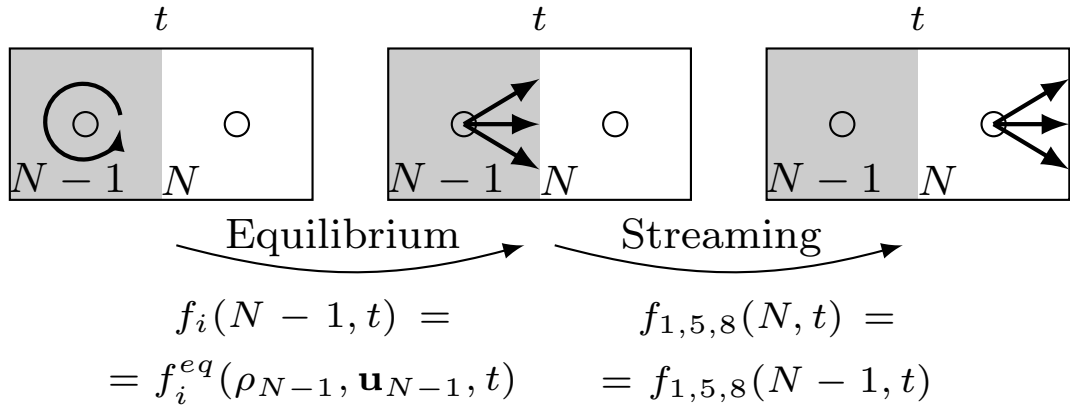 t t t
N − 1 N N − 1 N N − 1 N
Equilibrium Streaming
f_i(N − 1, t) = f_{1,5,8}(N, t) =
= f_i^{eq}(ρ_{N−1}, **u**_{N−1}, t) = f_{1,5,8}(N − 1, t)